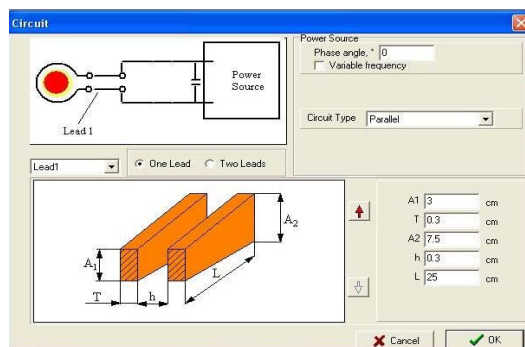 Circuit
Power
Source
Lead 1
Power Source
Phase angle, ° 0
Variable frequency
Circuit Type Parallel
Lead1
One Lead Two Leads
A1
A2
L
T
h
A1 3 cm
T 0.3 cm
A2 7.5 cm
h 0.3 cm
L 25 cm
Cancel OK